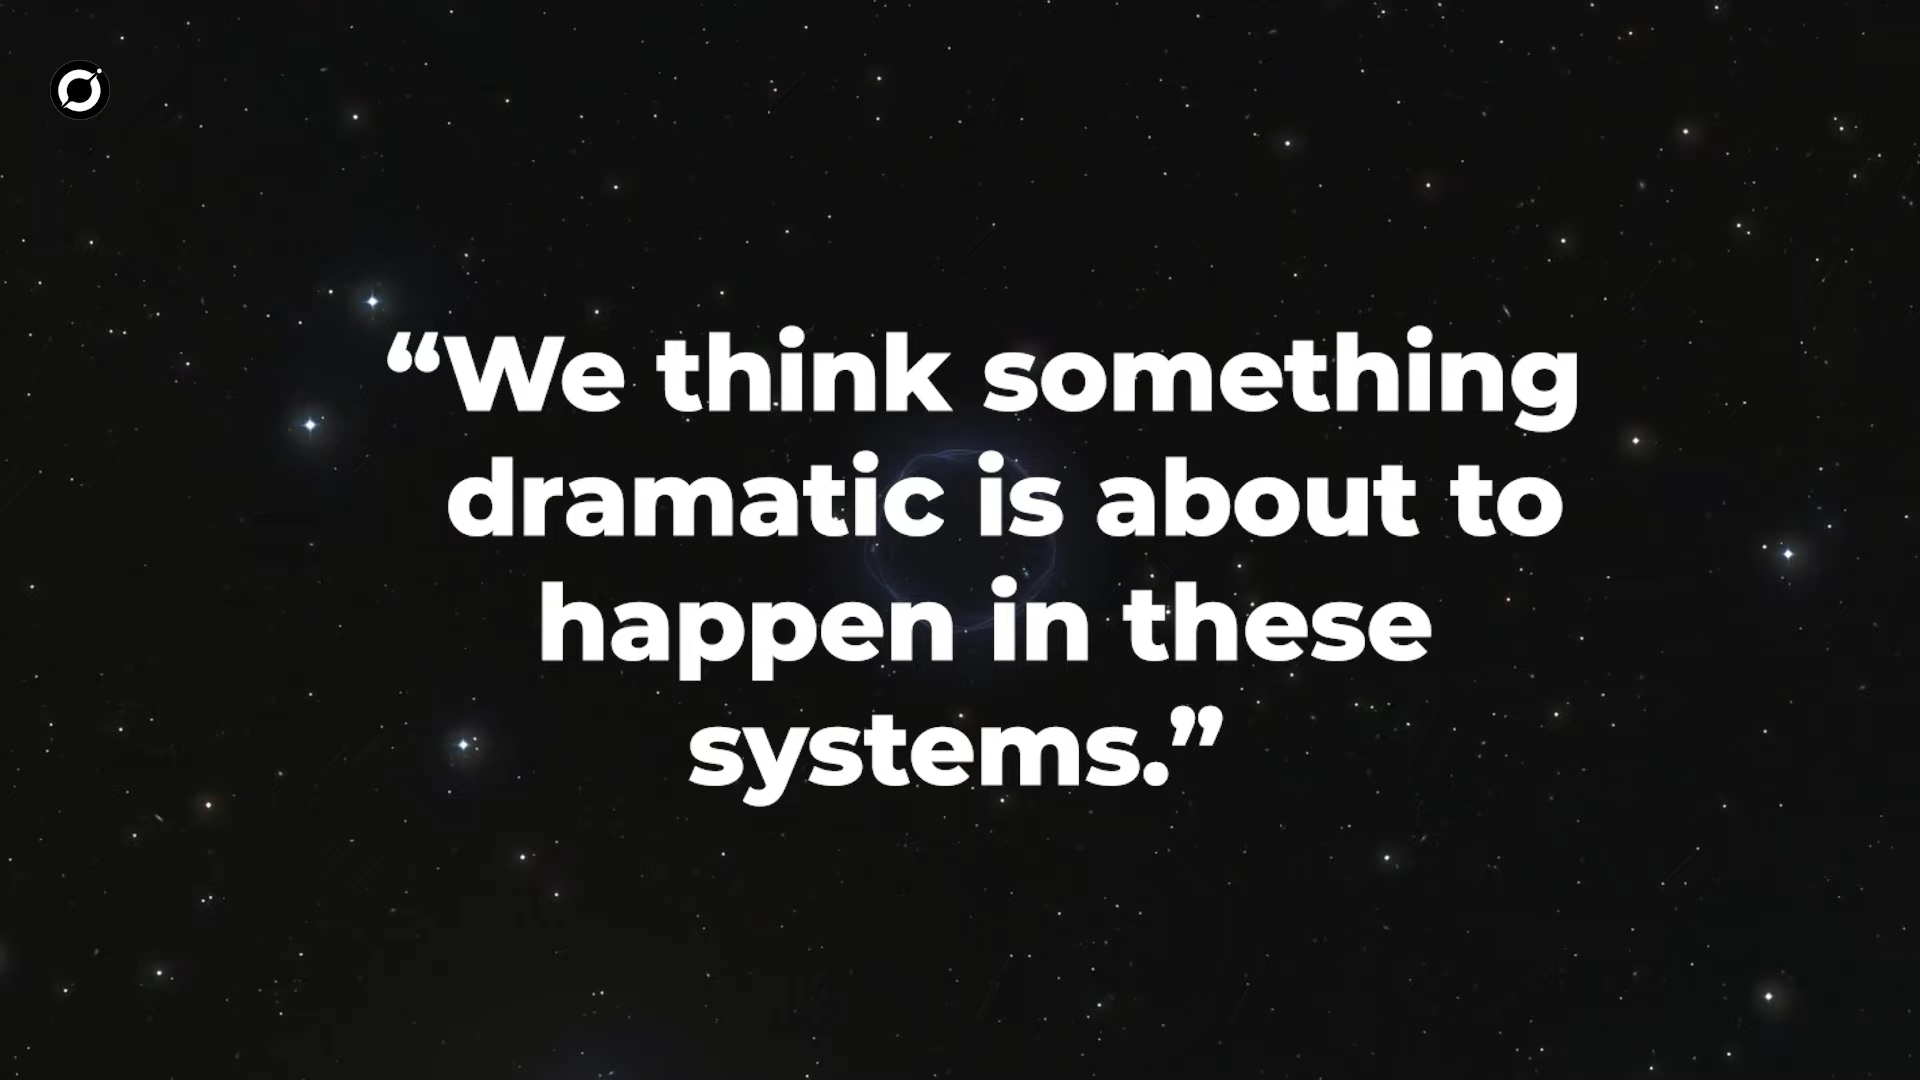 “We think something
dramatic is about to
happen in these
systems.”